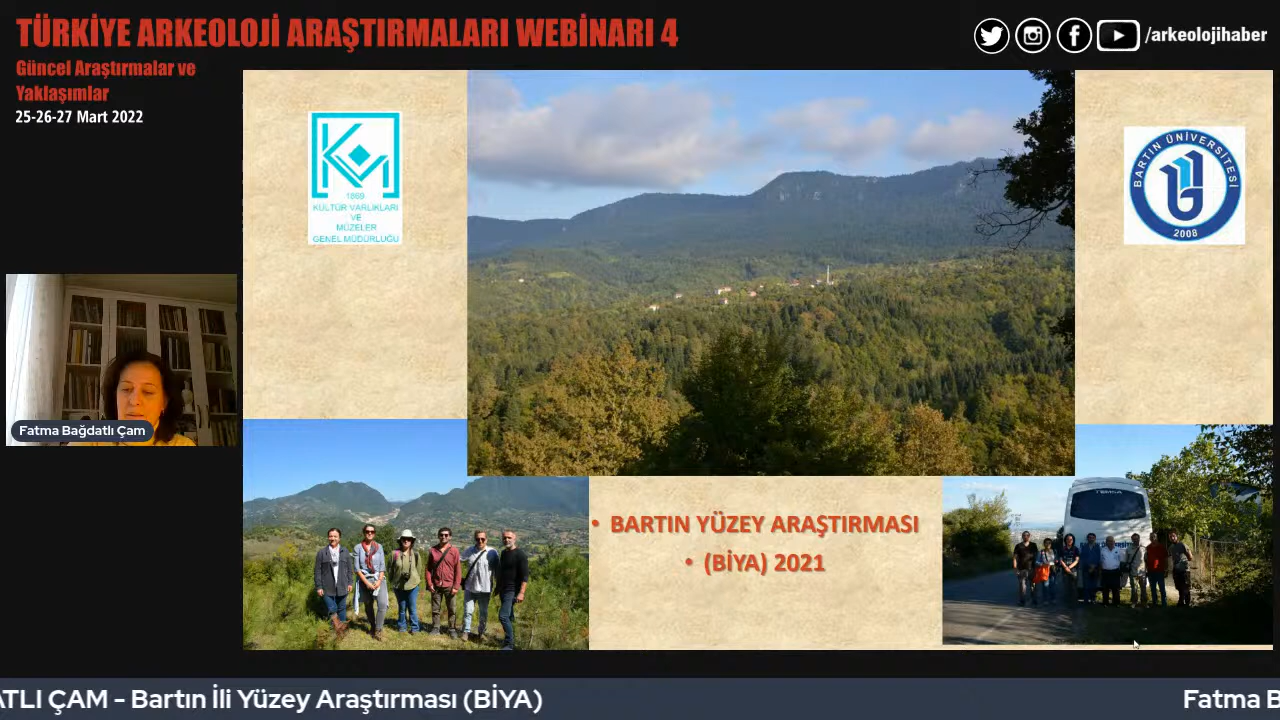 TÜRKİYE ARKEOLOJİ ARAŞTIRMALARI WEBİNARI 4
Güncel Araştırmalar ve
Yaklaşımlar
25-26-27 Mart 2022
/arkeolojihaber
1869
KÜLTÜR VARLIKLARI
VE
MÜZELER
GENEL MÜDÜRLÜĞÜ
BARTIN ÜNİVERSİTESİ
2008
Fatma Bağdatlı Çam
TEMSA
• BARTIN YÜZEY ARAŞTIRMASI
• (BİYA) 2021
ATLI ÇAM - Bartın İli Yüzey Araştırması (BİYA)
Fatma B